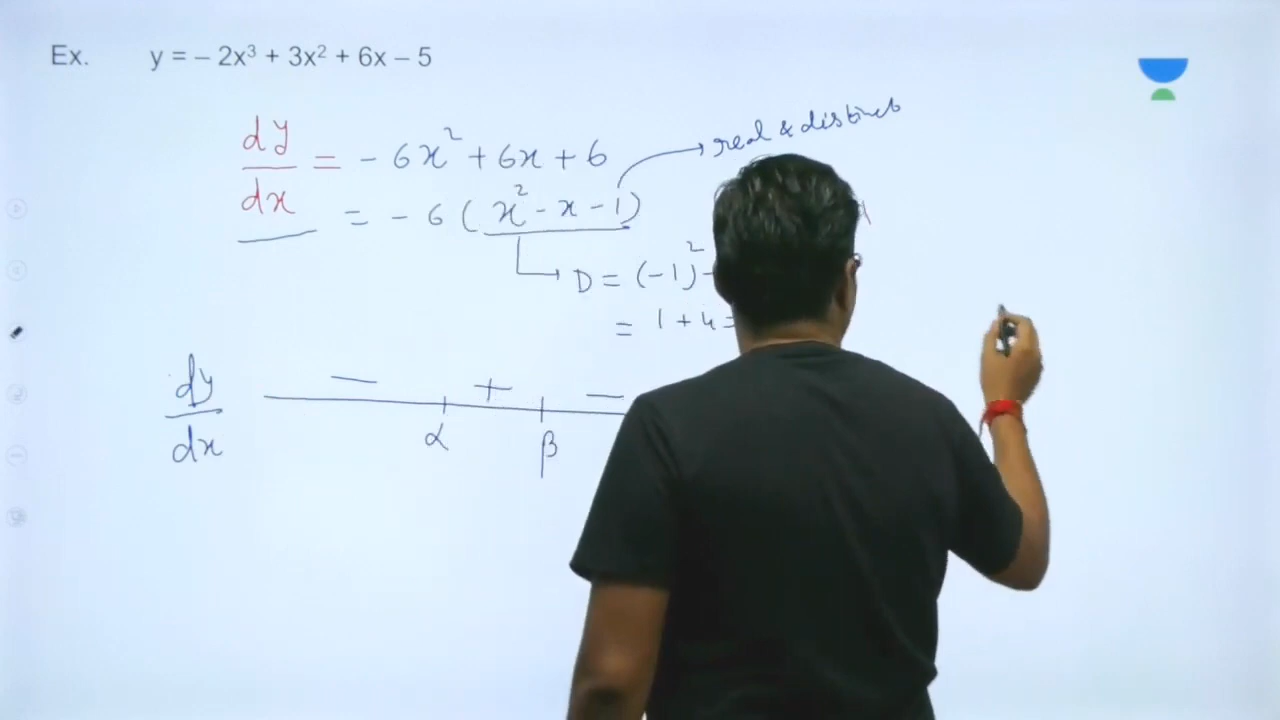 Ex. y = – 2x³ + 3x² + 6x – 5
dy/dx = - 6x² + 6x + 6 → real & distinct
= - 6 ( x² - x - 1 )
D = (-1)² -
= 1 + 4 =
dy/dx − + −
α β